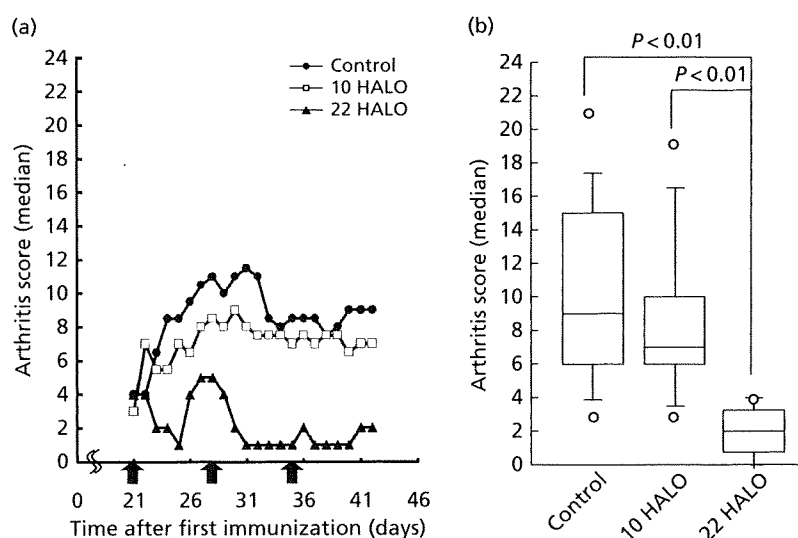 (a)
Arthritis score (median)
24
22
20
18
16
14
12
10
8
6
4
2
0
Control
10 HALO
22 HALO
0 21 26 31 36 41 46
Time after first immunization (days)
(b)
P < 0.01
P < 0.01
Arthritis score (median)
24
22
20
18
16
14
12
10
8
6
4
2
0
Control
10 HALO
22 HALO